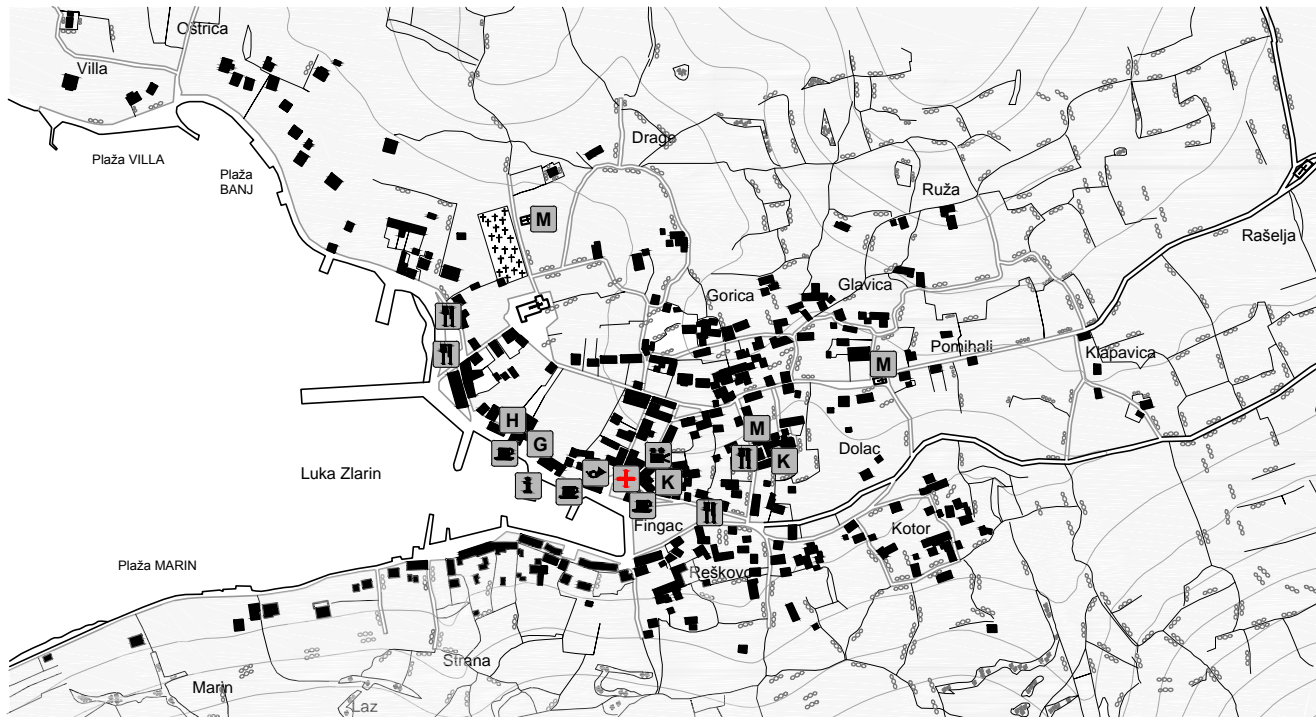 Oštrica
Villa
Plaža VILLA
Plaža
BANJ
Drage
M
Ruža
Rašelja
Gorica
Glavica
Pomihali
Klapavica
M
H
G
M
K
Dolac
K
Luka Zlarin
Fingac
Kotor
Plaža MARIN
Reškovo
Strana
Marin
Laz